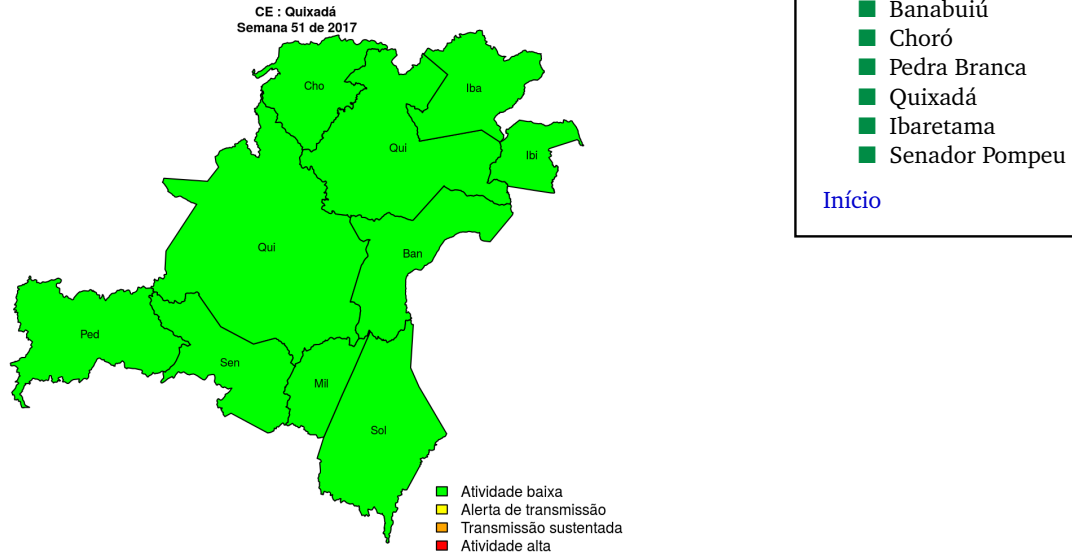 CE : Quixadá
Semana 51 de 2017
Cho
Iba
Qui
Ibi
Qui
Ban
Ped
Sen
Mil
Sol
Atividade baixa
Alerta de transmissão
Transmissão sustentada
Atividade alta
Banabuiú
Choró
Pedra Branca
Quixadá
Ibaretama
Senador Pompeu
Início